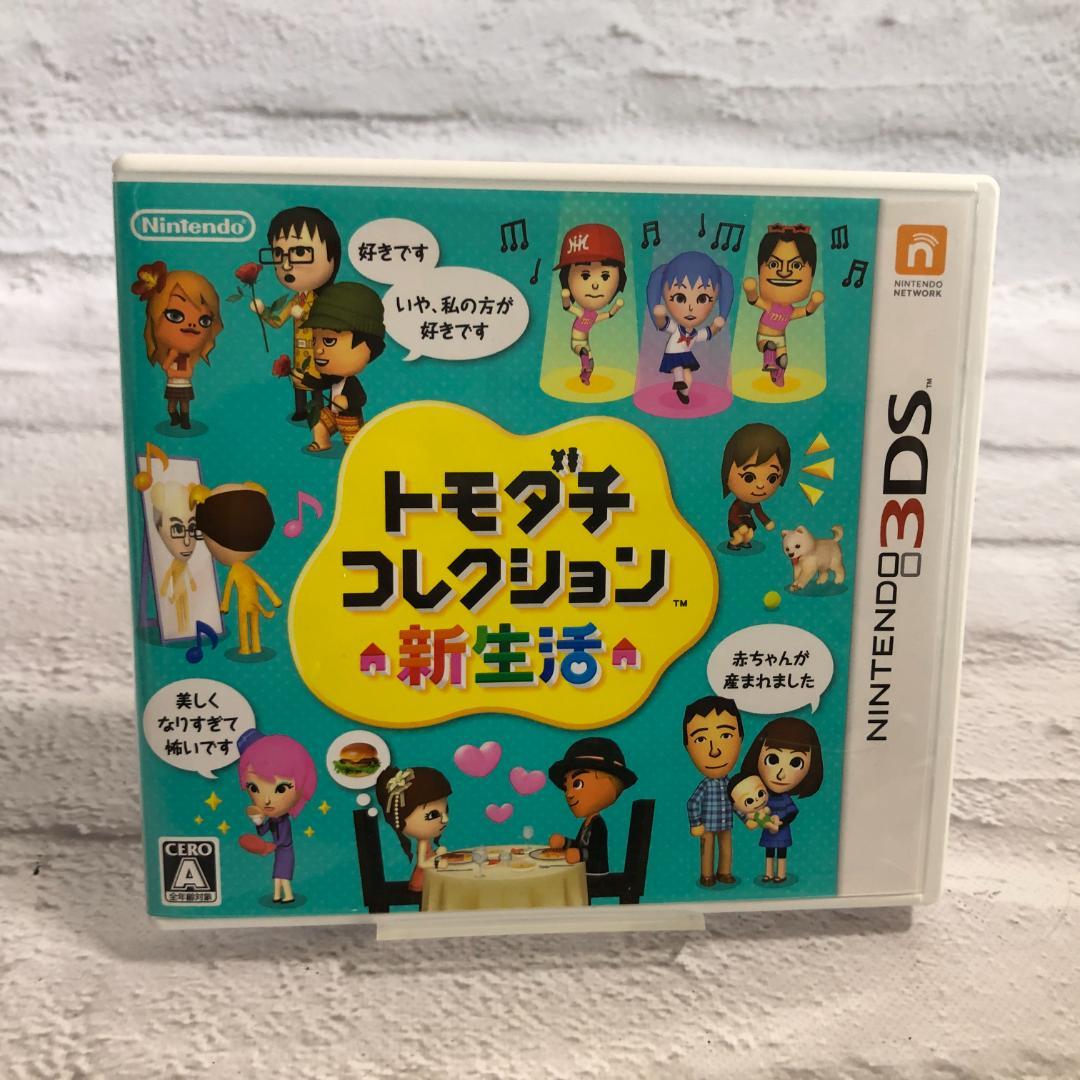 Nintendo
好きです
いや、私の方が
好きです
トモダチ
コレクション™
新生活
美しく
なりすぎて
怖いです
赤ちゃんが
産まれました
CERO
A
全年齢対象
NINTENDO
NETWORK
NINTENDO3DS™